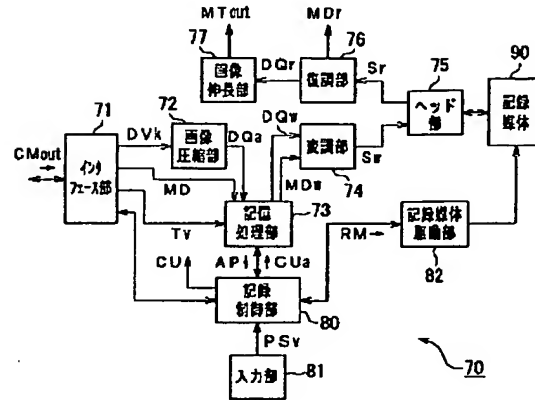 MTout
MDr
77
画像
伸長部
DQr
76
復調部
Sr
75
ヘッド
部
90
記録
媒体
71
CMout
インタ
フェース部
DVk
72
画像
圧縮部
DQa
DQw
変調部
Sw
74
MD
MDw
Tv
73
記憶
処理部
RM
記録媒体
駆動部
82
CU
AP
CUa
記録
制御部
80
PSv
入力部
81
70